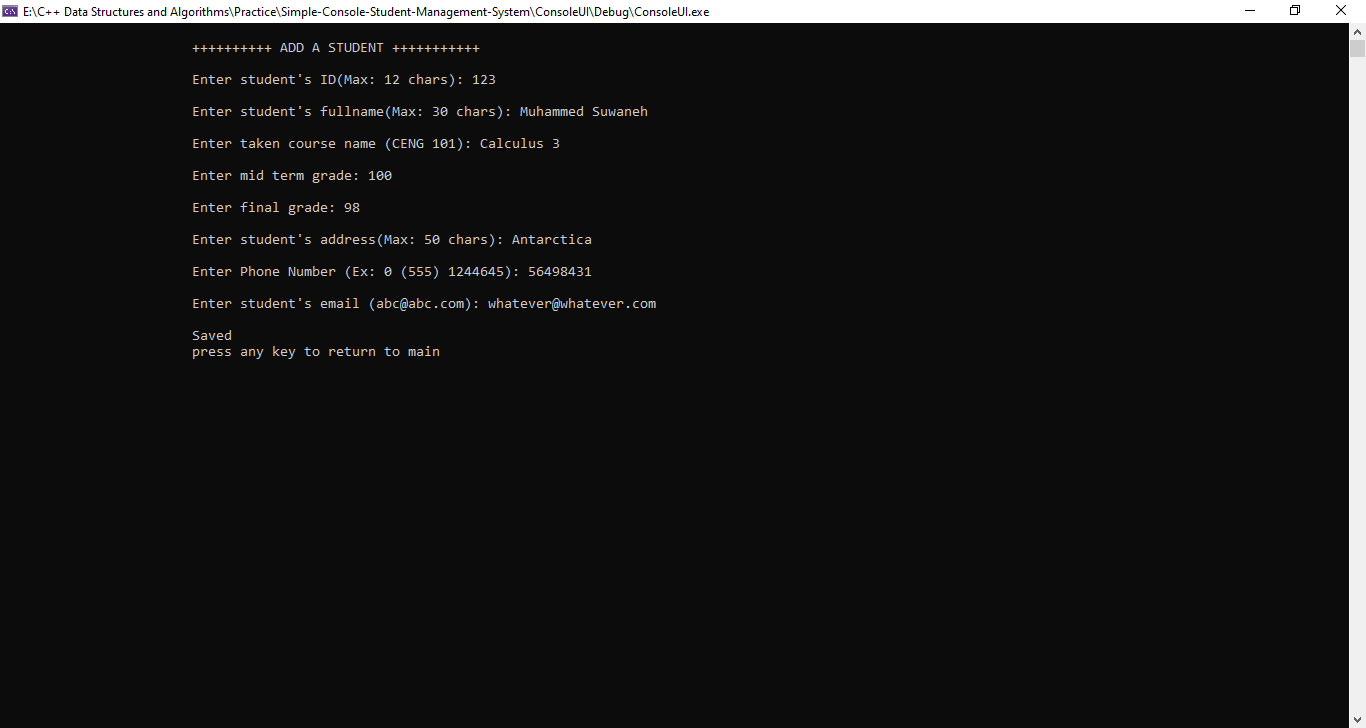 E:\C++ Data Structures and Algorithms\Practice\Simple-Console-Student-Management-System\ConsoleUI\Debug\ConsoleUI.exe
++++++++++ ADD A STUDENT +++++++++++
Enter student's ID(Max: 12 chars): 123
Enter student's fullname(Max: 30 chars): Muhammed Suwaneh
Enter taken course name (CENG 101): Calculus 3
Enter mid term grade: 100
Enter final grade: 98
Enter student's address(Max: 50 chars): Antarctica
Enter Phone Number (Ex: 0 (555) 1244645): 56498431
Enter student's email (abc@abc.com): whatever@whatever.com
Saved
press any key to return to main